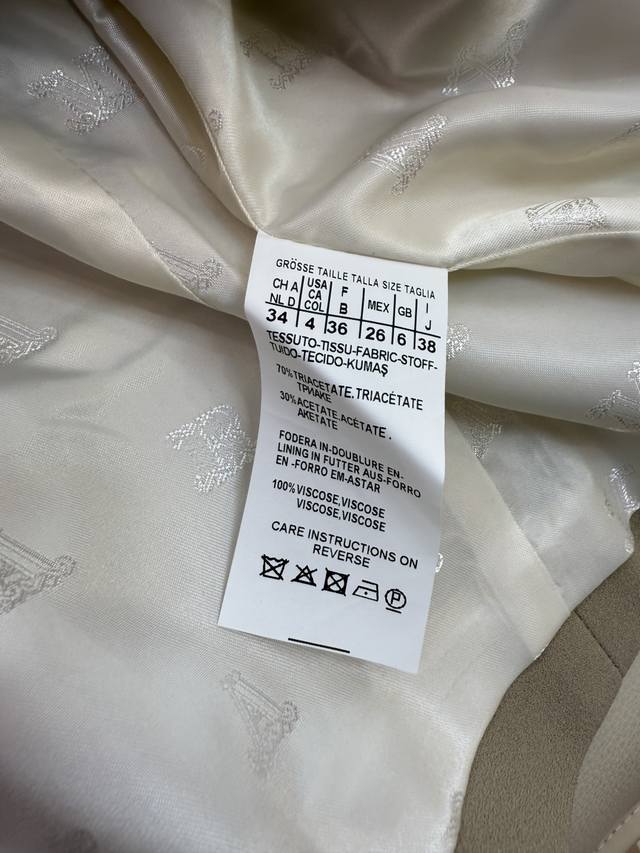 GRÖSSE TAILLE TALLA SIZE TAGLIA
CH A NL D USA CA COL F B MEX GB I J
34 4 36 26 6 38
TESSUTO-TISSU-FABRIC-STOFF-
TUIDO-TECIDO-KUMAŞ
70%TRIACETATE.TRIACÉTATE
ТРИАКЕ
30%ACETATE.ACÉTATE.
AKETATE
FODERA IN-DOUBLURE EN-
LINING IN FUTTER AUS-FORRO
EN -FORRO EM-ASTAR
100%VISCOSE,VISCOSE
VISCOSE,VISCOSE
CARE INSTRUCTIONS ON
REVERSE
P